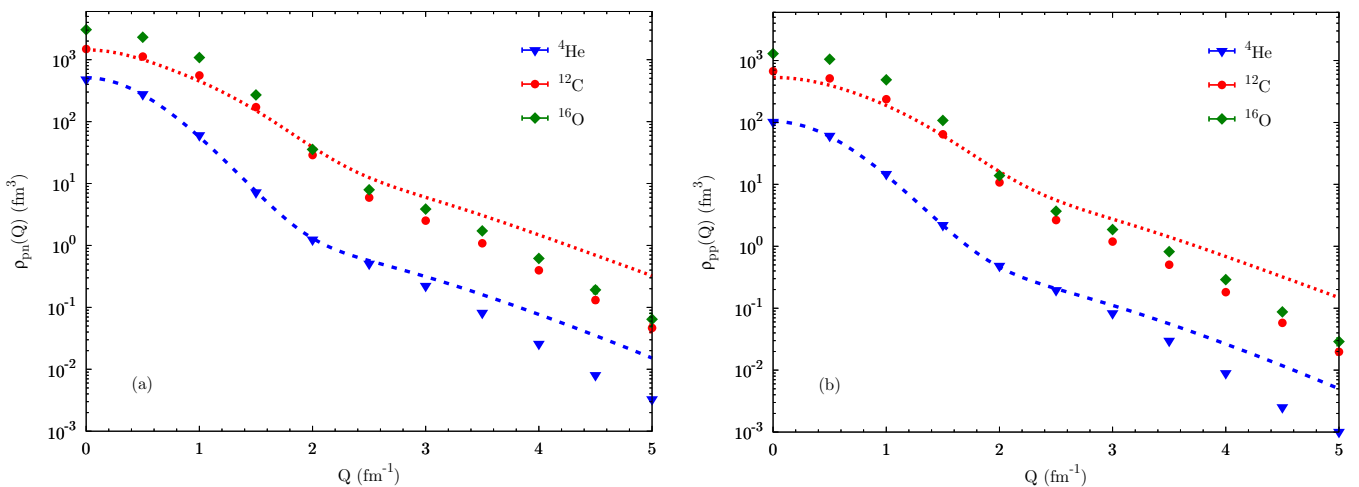 10³
10²
10¹
10⁰
10⁻¹
10⁻²
10⁻³
ρpn(Q) (fm³)
⁴He
¹²C
¹⁶O
(a)
0 1 2 3 4 5
Q (fm⁻¹)
10³
10²
10¹
10⁰
10⁻¹
10⁻²
10⁻³
ρpp(Q) (fm³)
⁴He
¹²C
¹⁶O
(b)
0 1 2 3 4 5
Q (fm⁻¹)